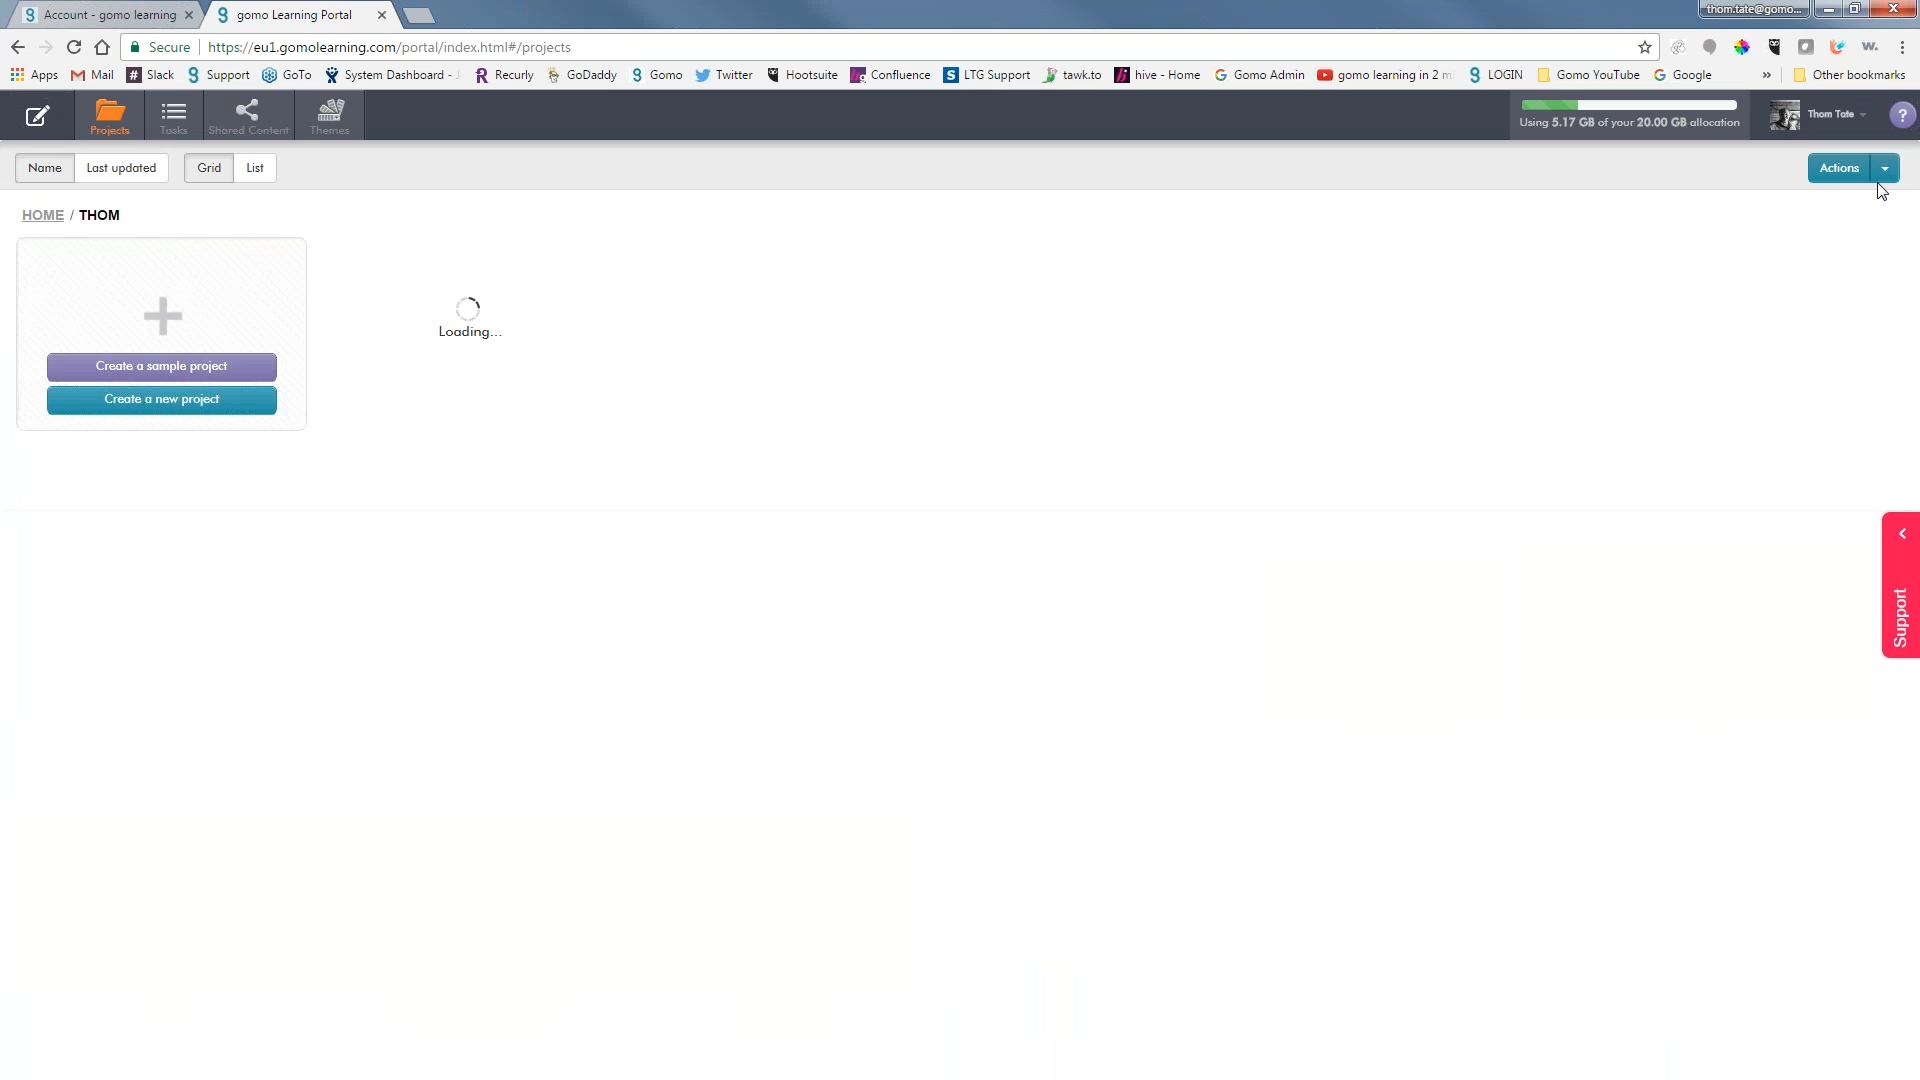 Account - gomo learning
gomo Learning Portal
thom.tate@gomo...
Secure
https://eu1.gomolearning.com/portal/index.html#/projects
Apps Mail Slack Support GoTo System Dashboard - Recurly GoDaddy Gomo Twitter Hootsuite Confluence LTG Support tawk.to hive - Home Gomo Admin gomo learning in 2 m LOGIN Gomo YouTube Google » Other bookmarks
Projects Tasks Shared Content Themes
Using 5.17 GB of your 20.00 GB allocation
Thom Tate
?
Name Last updated Grid List
Actions
HOME / THOM
Loading...
Create a sample project
Create a new project
Support